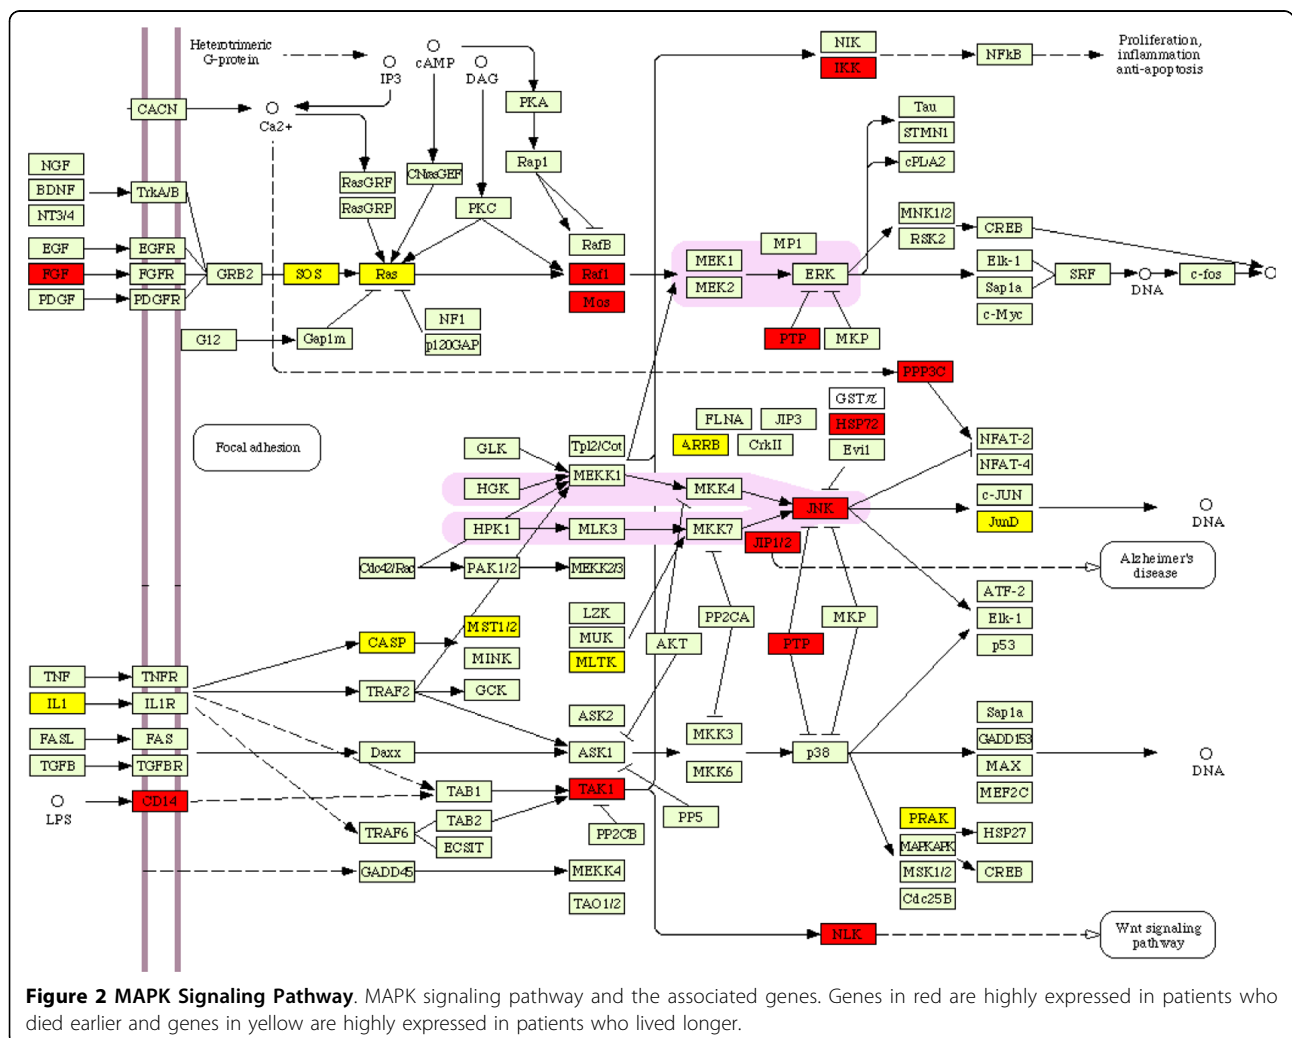 Heterotrimeric
G-protein
IP3
cAMP
DAG
NIK
IKK
NFkB
Proliferation,
inflammation
anti-apoptosis
CACN
Ca2+
PKA
Tau
STMN1
cPLA2
NGF
BDNF
NT3/4
TrkA/B
RasGRF
RasGRP
CNrasGEF
PKC
Rap1
RafB
MP1
MNK1/2
RSK2
CREB
EGF
EGFR
FGF
FGFR
PDGF
PDGFR
GRB2
SOS
Ras
Raf1
Mos
MEK1
MEK2
ERK
Elk-1
Sap1a
c-Myc
SRF
DNA
c-fos
G12
Gap1m
NF1
p120GAP
PTP
MKP
PPP3C
Focal adhesion
GLK
HGK
HPK1
Tpl2/Cot
MEKK1
MLK3
FLNA
JIP3
ARRB
CrkII
GSTπ
HSP72
Evi1
NFAT-2
NFAT-4
MKK4
MKK7
JNK
JIP1/2
c-JUN
JunD
DNA
Alzheimer's
disease
Cdc42/Rac
PAK1/2
MEKK2/3
LZK
MUK
MLTK
AKT
PP2CA
PTP
MKP
ATF-2
Elk-1
p53
CASP
MST1/2
MINK
GCK
TNF
TNFR
IL1
IL1R
TRAF2
FASL
FAS
TGFB
TGFBR
Daxx
ASK2
ASK1
MKK3
MKK6
p38
Sap1a
GADD153
MAX
MEF2C
DNA
LPS
CD14
TAB1
TAK1
TRAF6
TAB2
ECSIT
PP2CB
PP5
PRAK
MAPKAPK
MSK1/2
Cdc25B
HSP27
CREB
GADD45
MEKK4
TAO1/2
NLK
Wnt signaling
pathway
Figure 2 MAPK Signaling Pathway. MAPK signaling pathway and the associated genes. Genes in red are highly expressed in patients who
died earlier and genes in yellow are highly expressed in patients who lived longer.